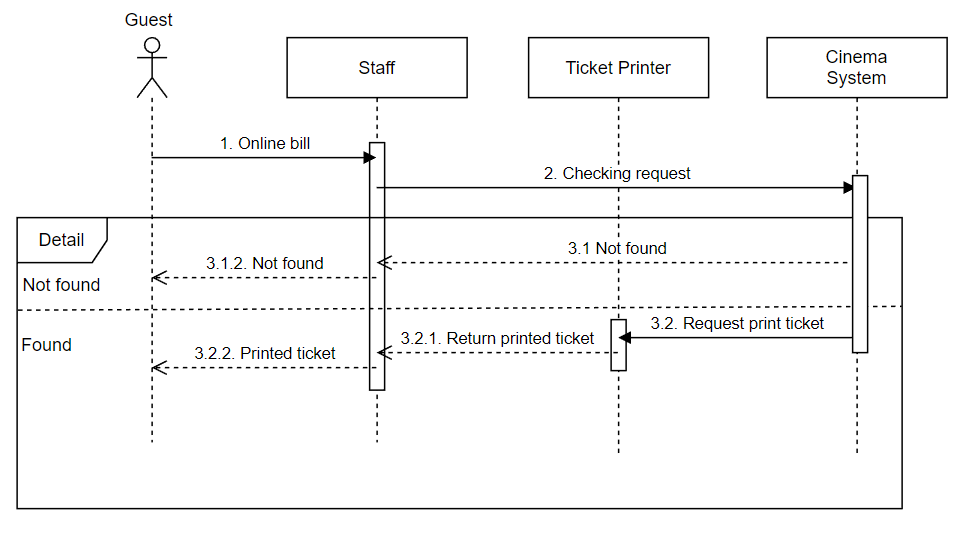 Guest
Staff
Ticket Printer
Cinema
System
1. Online bill
2. Checking request
Detail
3.1 Not found
3.1.2. Not found
Not found
3.2. Request print ticket
3.2.1. Return printed ticket
Found
3.2.2. Printed ticket